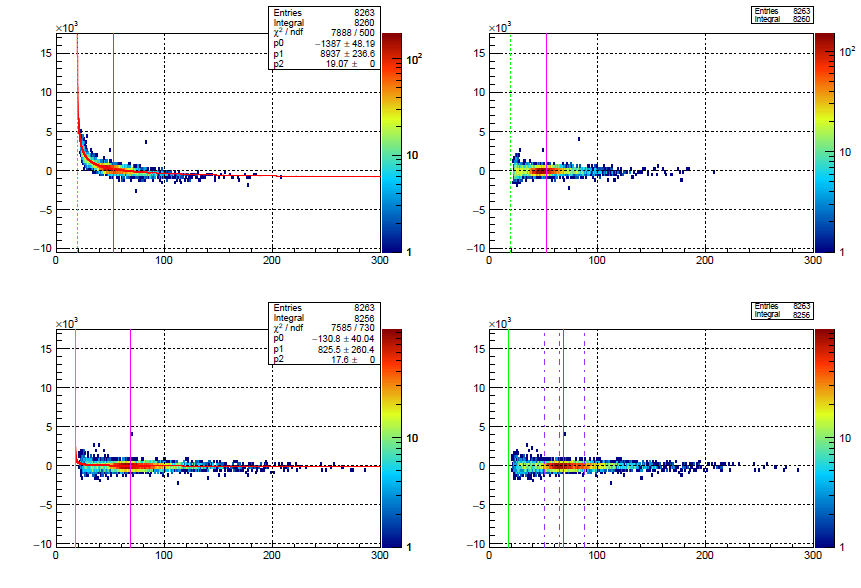 Entries 8263
Integral 8260
χ² / ndf 7888 / 500
p0 −1387 ± 48.19
p1 8937 ± 236.6
p2 19.07 ± 0
×10³
15
10
5
0
−5
−10
0 100 200 300
10²
10
1
Entries 8263
Integral 8260
×10³
15
10
5
0
−5
−10
0 100 200 300
10²
10
1
Entries 8263
Integral 8256
χ² / ndf 7585 / 730
p0 −130.8 ± 40.04
p1 825.5 ± 260.4
p2 17.6 ± 0
×10³
15
10
5
0
−5
−10
0 100 200 300
10
1
Entries 8263
Integral 8256
×10³
15
10
5
0
−5
−10
0 100 200 300
10
1